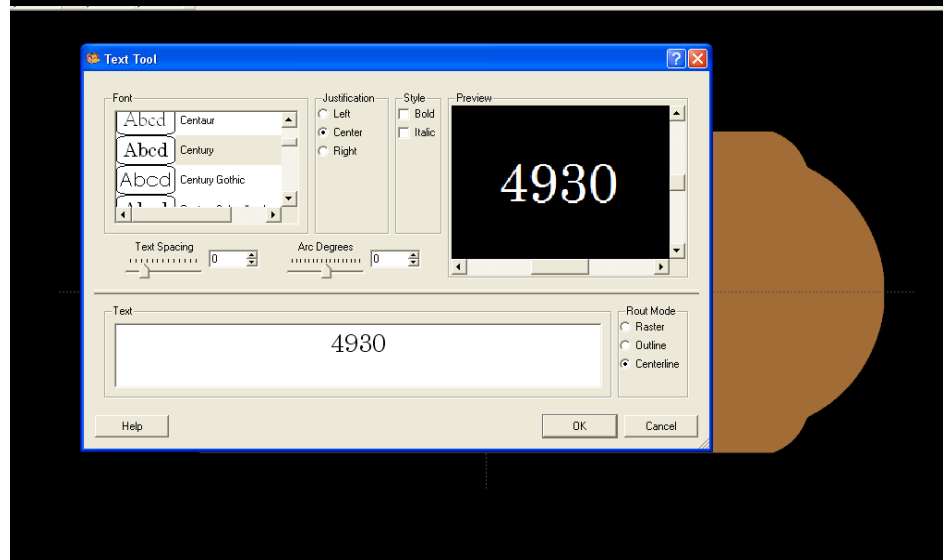 Text Tool
Font
Justification
Style
Preview
Abcd Centaur
Left
Bold
Abcd Century
Center
Italic
Abcd Century Gothic
Right
4930
Text Spacing
0
Arc Degrees
0
Text
4930
Rout Mode
Raster
Outline
Centerline
Help
OK
Cancel